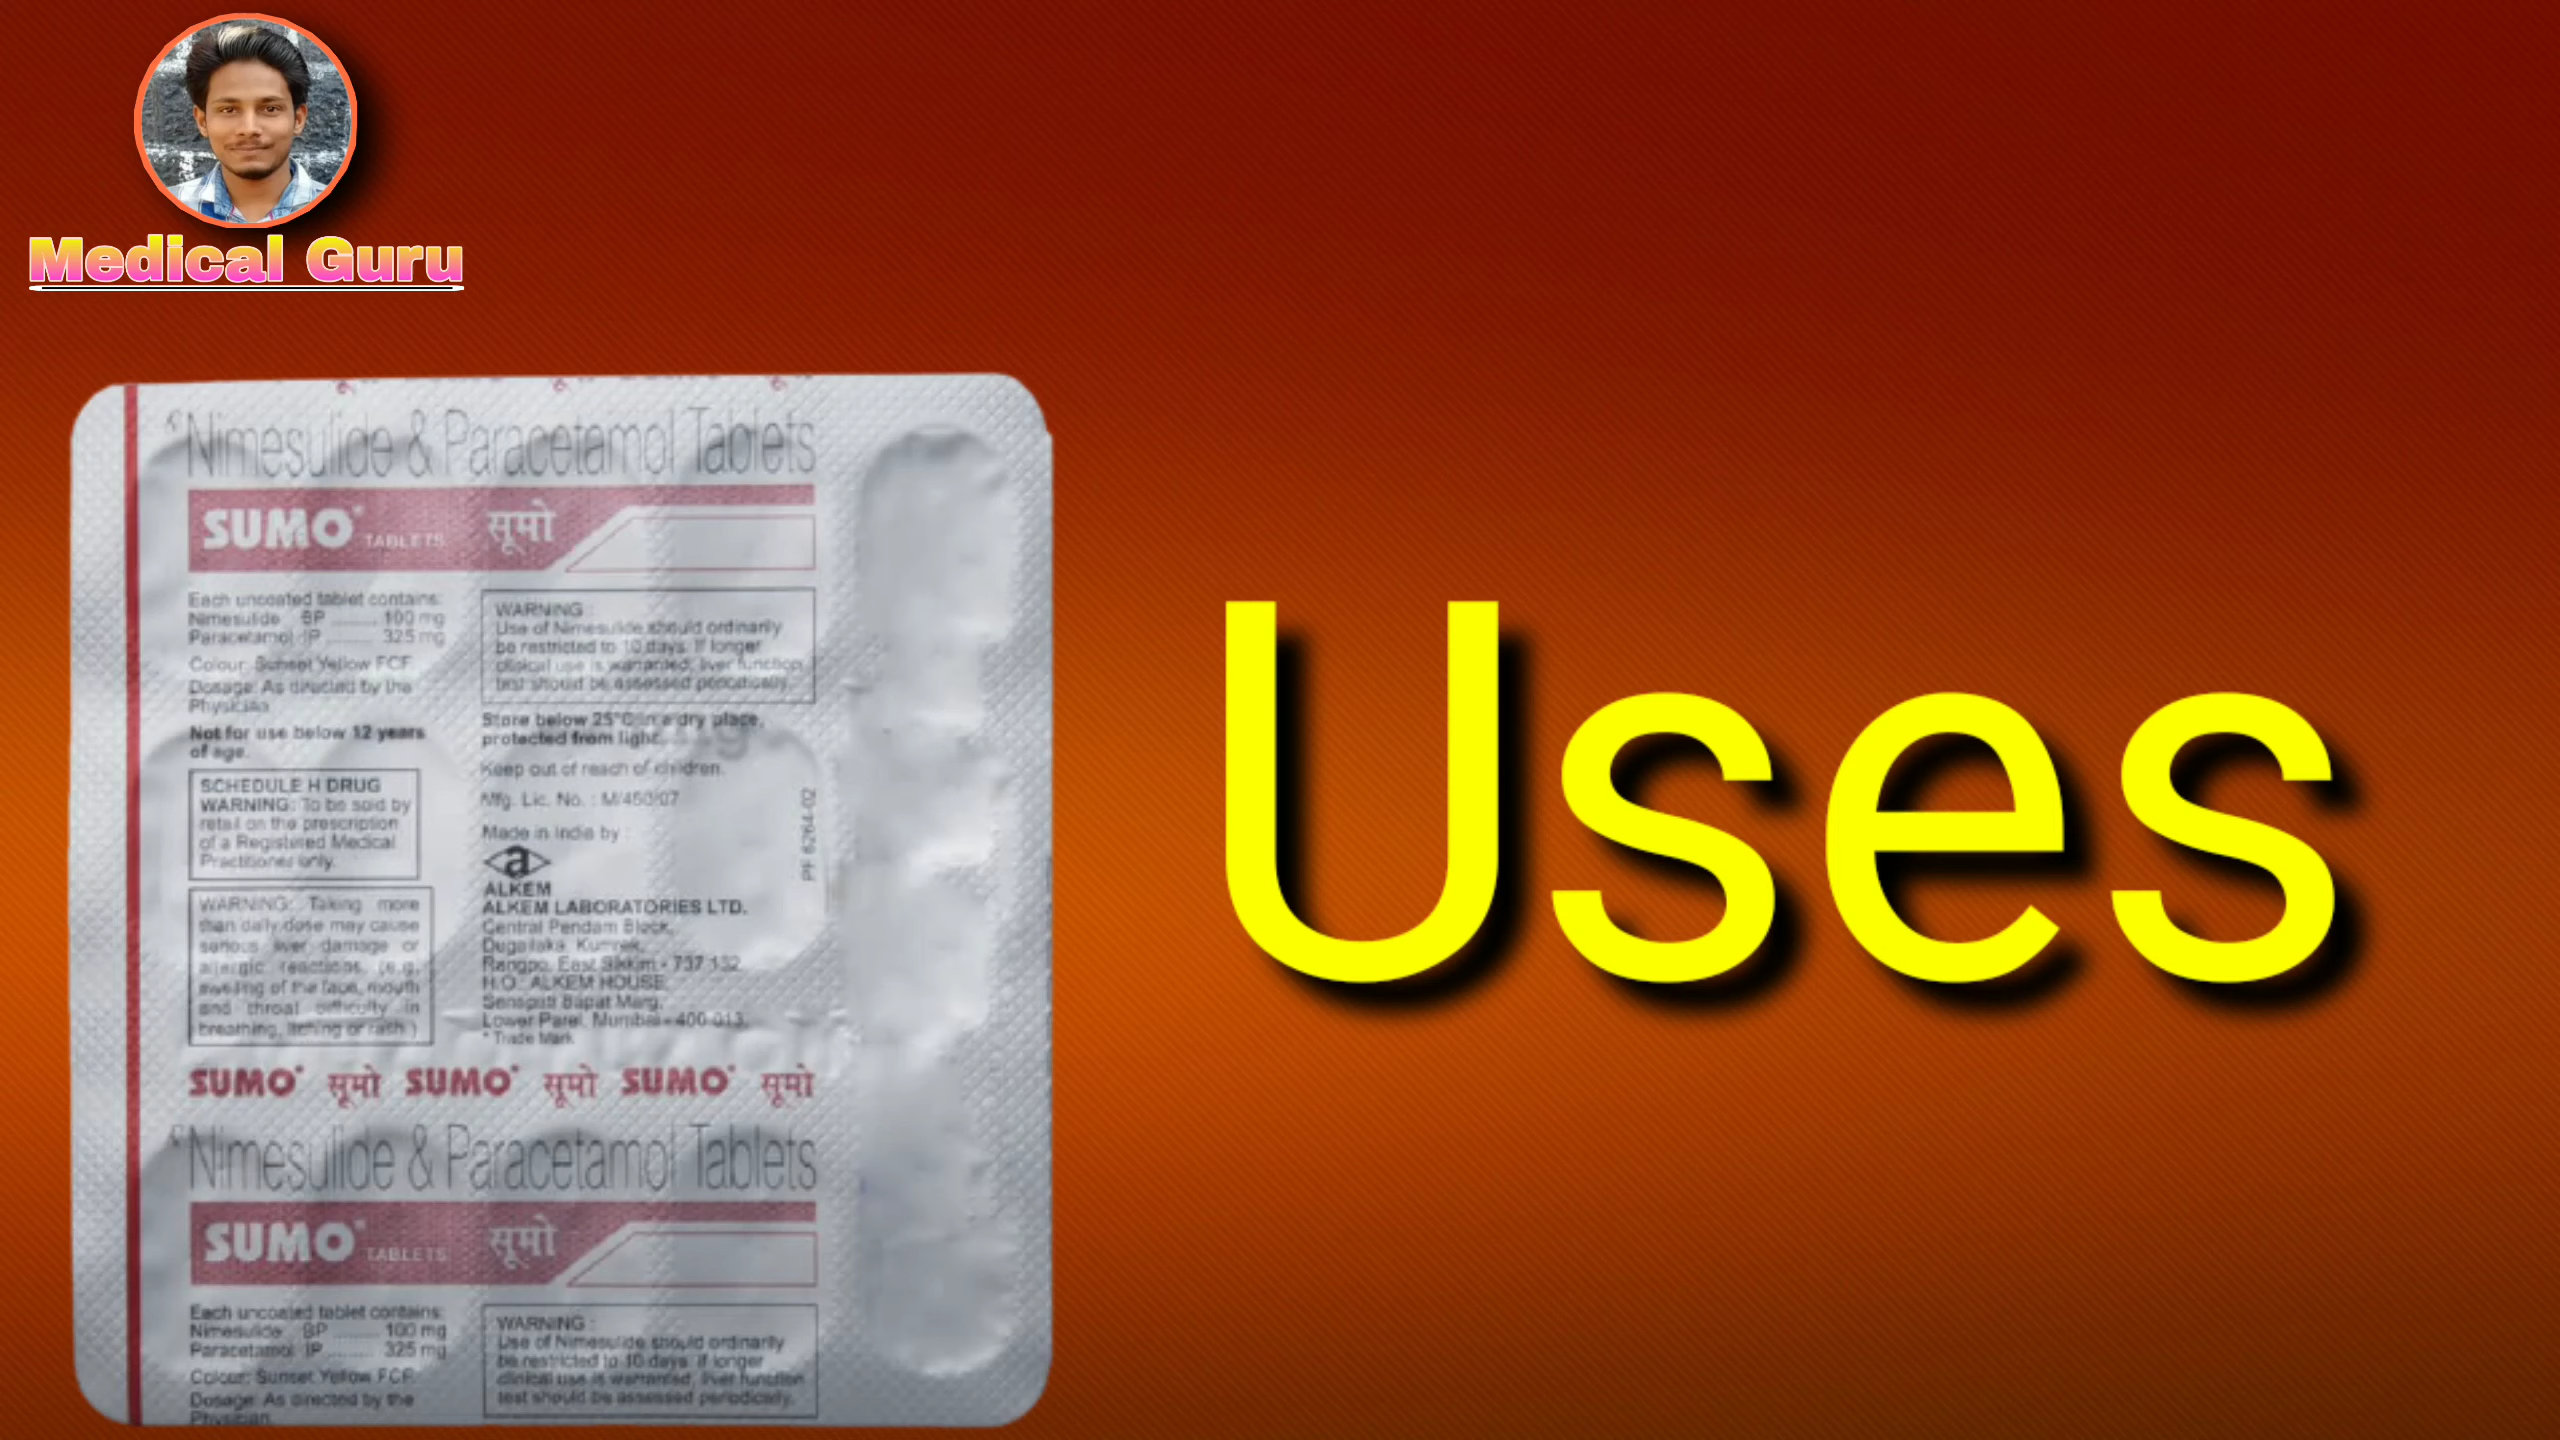 Medical Guru
Nimesulide & Paracetamol Tablets
SUMO TABLETS सूमो
Each uncoated tablet contains:
Nimesulide BP ........ 100 mg
Paracetamol IP ........ 325 mg
Colour: Sunset Yellow FCF
Dosage: As directed by the
Physician
Not for use below 12 years
of age.
SCHEDULE H DRUG
WARNING: To be sold by
retail on the prescription
of a Registered Medical
Practitioner only.
WARNING: Taking more
than daily dose may cause
serious liver damage or
allergic reactions, (e.g.
swelling of the face, mouth
and throat difficulty in
breathing, itching or rash.)
WARNING :
Use of Nimesulide should ordinarily
be restricted to 10 days. If longer
clinical use is warranted, liver function
test should be assessed periodically.
Store below 25°C in a dry place,
protected from light.
Keep out of reach of children.
Mfg. Lic. No. : M/450/07
Made in India by :
a
ALKEM
ALKEM LABORATORIES LTD.
Central Pendam Block,
Rangpo, East Sikkim - 737 132.
H.O.: ALKEM HOUSE,
Senapati Bapat Marg,
Lower Parel, Mumbai - 400 013.
* Trade Mark
PF 6264-02
SUMO सूमो SUMO सूमो SUMO सूमो
Nimesulide & Paracetamol Tablets
SUMO TABLETS सूमो
Each uncoated tablet contains:
Nimesulide BP ........ 100 mg
Paracetamol IP ........ 325 mg
Colour: Sunset Yellow FCF
Dosage: As directed by the
Physician
WARNING :
Use of Nimesulide should ordinarily
be restricted to 10 days. If longer
clinical use is warranted, liver function
test should be assessed periodically.
Uses